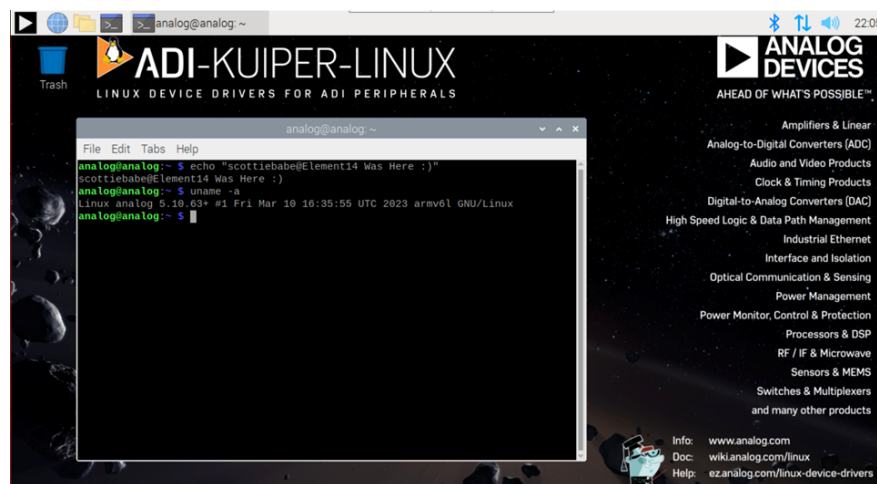 analog@analog: ~
22:05
Trash
ADI-KUIPER-LINUX
LINUX DEVICE DRIVERS FOR ADI PERIPHERALS
ANALOG
DEVICES
AHEAD OF WHAT'S POSSIBLE™
analog@analog: ~
File Edit Tabs Help
analog@analog:~ $ echo "scottiebabe@Element14 Was Here :)"
scottiebabe@Element14 Was Here :)
analog@analog:~ $ uname -a
Linux analog 5.10.63+ #1 Fri Mar 10 16:35:55 UTC 2023 armv6l GNU/Linux
analog@analog:~ $
Amplifiers & Linear
Analog-to-Digital Converters (ADC)
Audio and Video Products
Clock & Timing Products
Digital-to-Analog Converters (DAC)
High Speed Logic & Data Path Management
Industrial Ethernet
Interface and Isolation
Optical Communication & Sensing
Power Management
Power Monitor, Control & Protection
Processors & DSP
RF / IF & Microwave
Sensors & MEMS
Switches & Multiplexers
and many other products
Info: www.analog.com
Doc: wiki.analog.com/linux
Help: ez.analog.com/linux-device-drivers